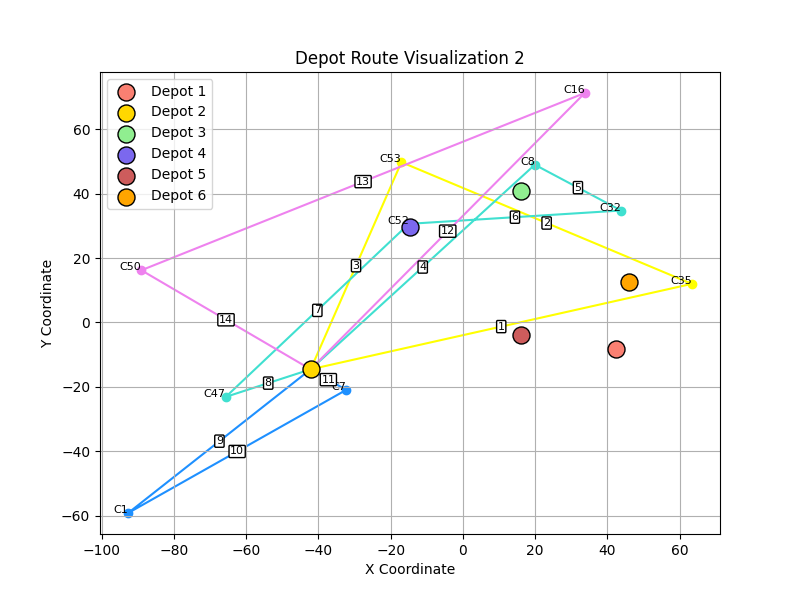 Depot Route Visualization 2
Depot 1
Depot 2
Depot 3
Depot 4
Depot 5
Depot 6
C16
C53
C8
13
5
C32
C52
6
2
12
C50
3
4
C35
7
14
1
11
C7
8
C47
9
10
C1
60
40
20
0
−20
−40
−60
Y Coordinate
−100
−80
−60
−40
−20
0
20
40
60
X Coordinate